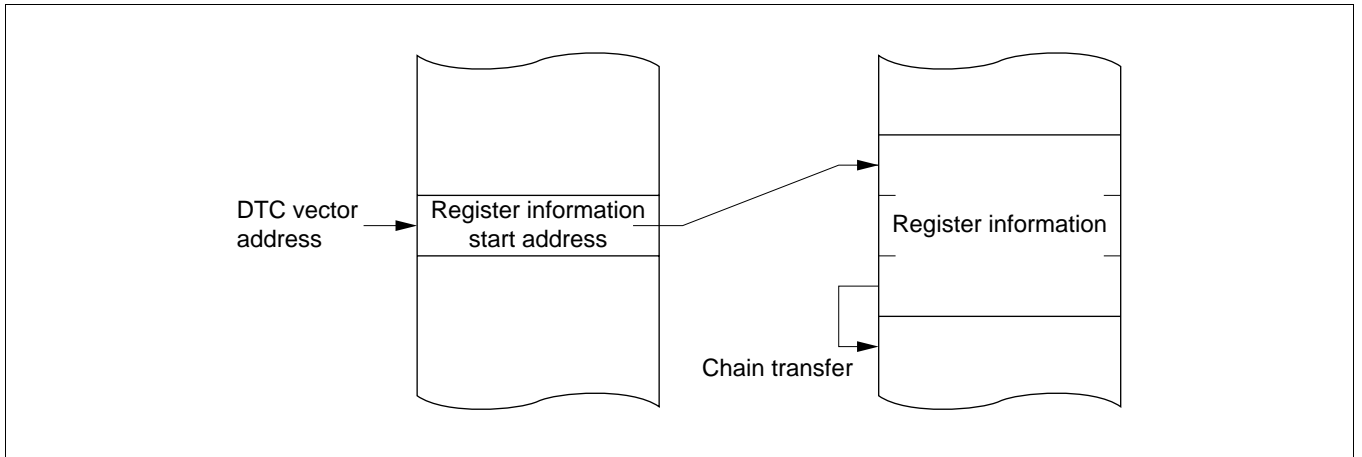 DTC vector
address
Register information
start address
Register information
Chain transfer